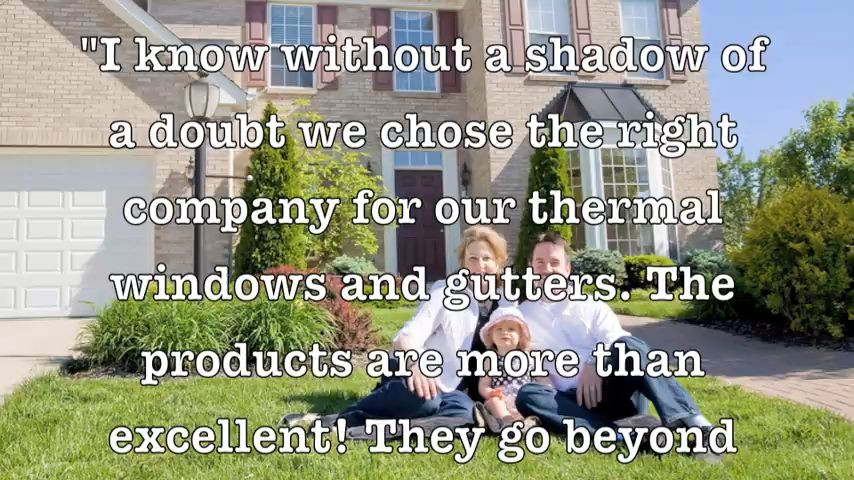 "I know without a shadow of
a doubt we chose the right
company for our thermal
windows and gutters. The
products are more than
excellent! They go beyond